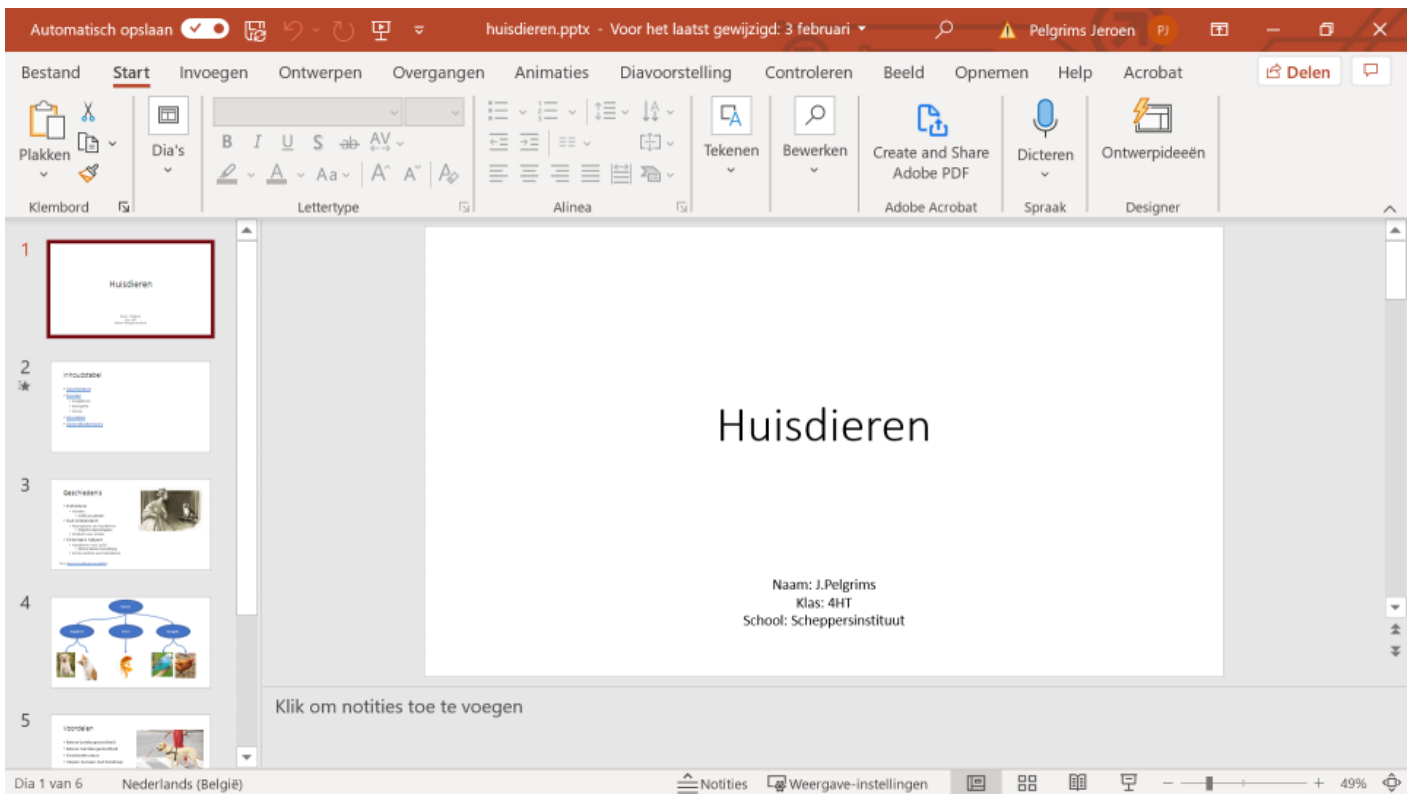 Automatisch opslaan
huisdieren.pptx - Voor het laatst gewijzigd: 3 februari
Pelgrims Jeroen PJ
Bestand Start Invoegen Ontwerpen Overgangen Animaties Diavoorstelling Controleren Beeld Opnemen Help Acrobat Delen
Plakken
Dia's
B I U S ab AV
A Aa A A A
Tekenen
Bewerken
Create and Share
Adobe PDF
Dicteren
Ontwerpideeën
Klembord Lettertype Alinea Adobe Acrobat Spraak Designer
1
Huisdieren
2
Inhoudstabel
3
Geschiedenis
4
5
Voordelen
Huisdieren
Naam: J.Pelgrims
Klas: 4HT
School: Scheppersinstituut
Klik om notities toe te voegen
Dia 1 van 6 Nederlands (België) Notities Weergave-instellingen 49%